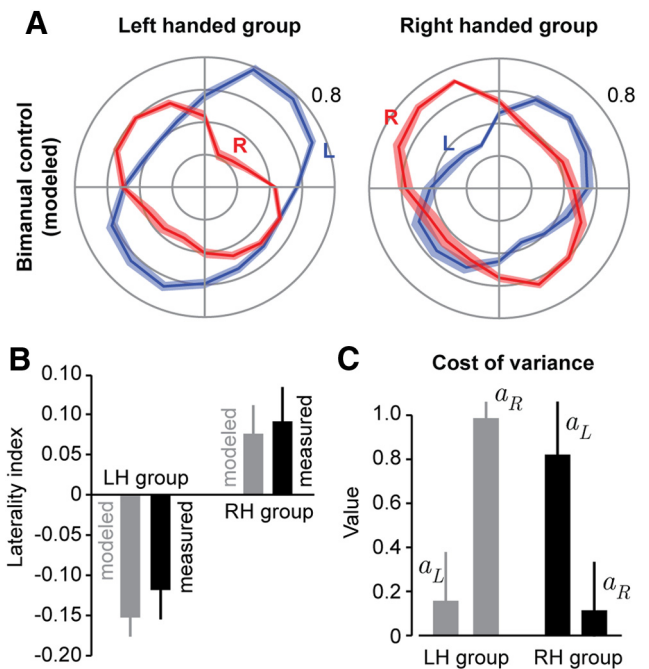 A
Left handed group
Right handed group
Bimanual control
(modeled)
0.8
R
L
0.8
R
L
B
Laterality index
0.10
0.10
0.05
0
-0.05
-0.10
-0.15
-0.20
LH group
modeled
measured
modeled
measured
RH group
C
Cost of variance
Value
1.0
0.8
0.6
0.4
0.2
0
a_L
a_R
a_L
a_R
LH group
RH group